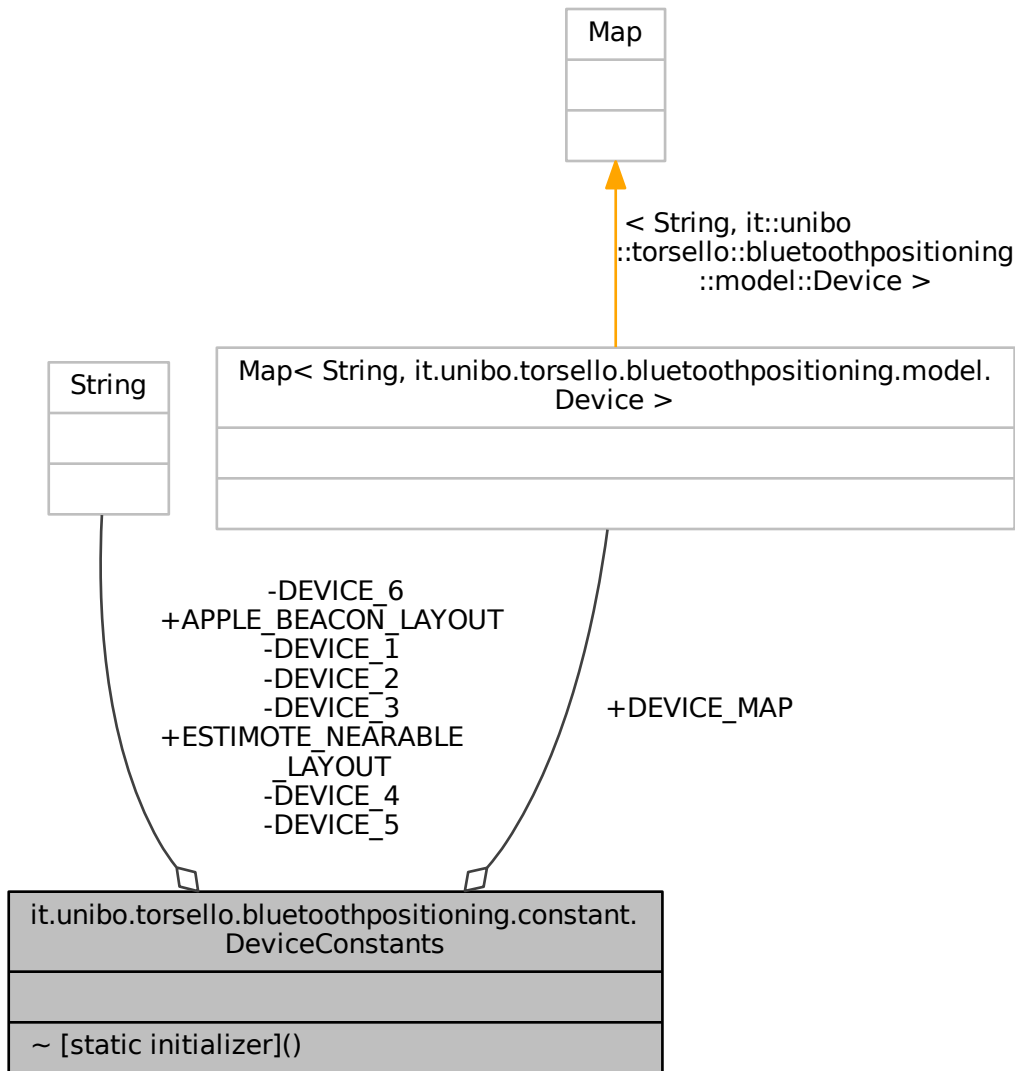 Map
< String, it::unibo
::torsello::bluetoothpositioning
::model::Device >
String
Map< String, it.unibo.torsello.bluetoothpositioning.model.
Device >
-DEVICE_6
+APPLE_BEACON_LAYOUT
-DEVICE_1
-DEVICE_2
-DEVICE_3
+ESTIMOTE_NEARABLE
_LAYOUT
-DEVICE_4
-DEVICE_5
+DEVICE_MAP
it.unibo.torsello.bluetoothpositioning.constant.
DeviceConstants
~ [static initializer]()